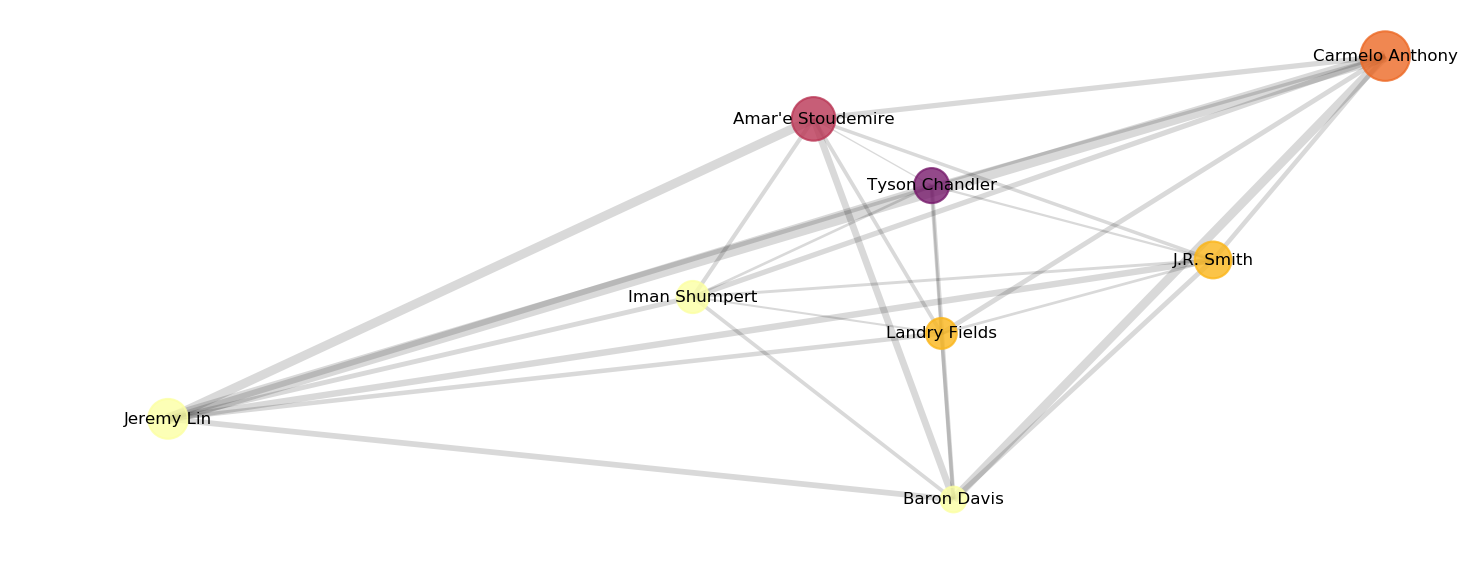 Carmelo Anthony
Amar'e Stoudemire
Tyson Chandler
J.R. Smith
Iman Shumpert
Landry Fields
Jeremy Lin
Baron Davis